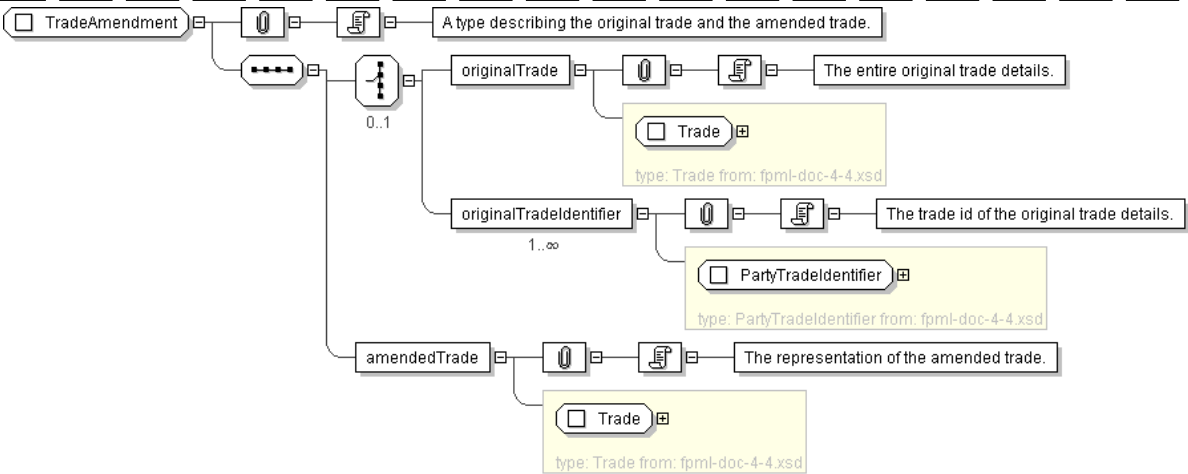 TradeAmendment
A type describing the original trade and the amended trade.
0..1
originalTrade
The entire original trade details.
Trade
type: Trade from: fpml-doc-4-4.xsd
originalTradeIdentifier
The trade id of the original trade details.
1..∞
PartyTradeIdentifier
type: PartyTradeIdentifier from: fpml-doc-4-4.xsd
amendedTrade
The representation of the amended trade.
Trade
type: Trade from: fpml-doc-4-4.xsd